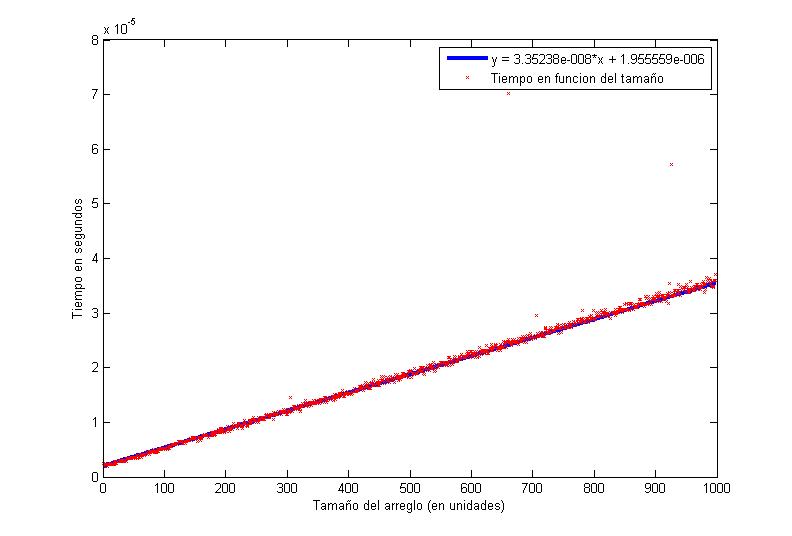 x 10-5
8
7
6
5
4
3
2
1
0
Tiempo en segundos
y = 3.35238e-008*x + 1.955559e-006
Tiempo en funcion del tamaño
0 100 200 300 400 500 600 700 800 900 1000
Tamaño del arreglo (en unidades)